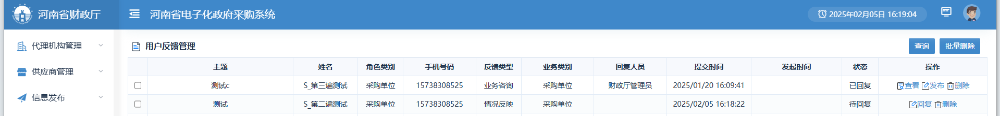 河南省财政厅 河南省电子化政府采购系统 2025年02月05日 16:19:04
代理机构管理
供应商管理
信息发布
用户反馈管理 查询 批量删除
主题 姓名 角色类别 手机号码 反馈类型 业务类别 回复人员 提交时间 发起时间 状态 操作
测试c S_第三遍测试 采购单位 15738308525 业务咨询 采购单位 财政厅管理员 2025/01/20 16:09:41 已回复 查看 发布 删除
测试 S_第二遍测试 采购单位 15738308525 情况反映 采购单位 2025/02/05 16:18:22 待回复 回复 删除